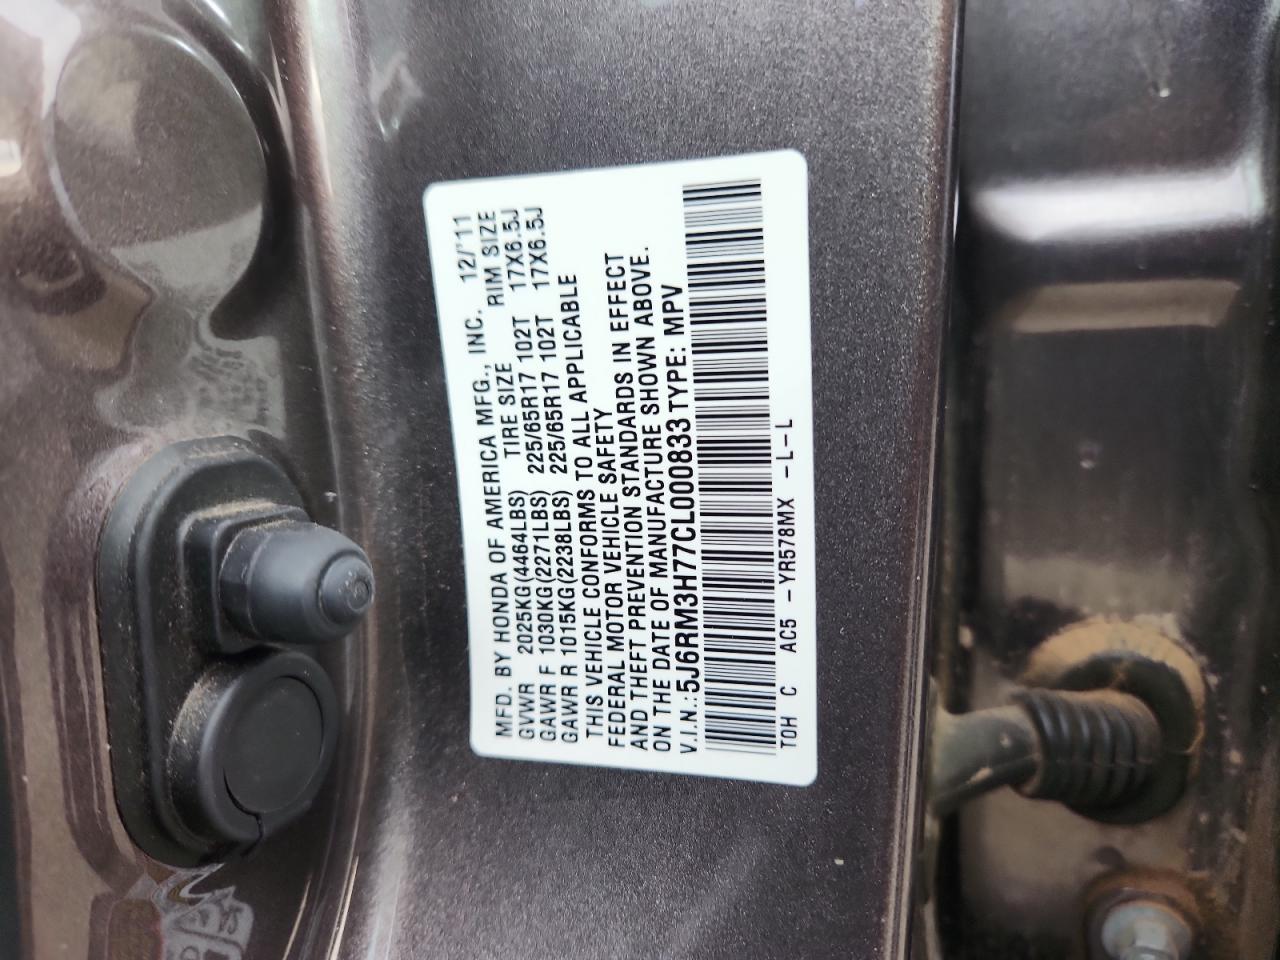 MFD. BY HONDA OF AMERICA MFG., INC. 12/'11
GVWR 2025KG(4464LBS) TIRE SIZE RIM SIZE
GAWR F 1030KG(2271LBS) 225/65R17 102T 17X6.5J
GAWR R 1015KG(2238LBS) 225/65R17 102T 17X6.5J
THIS VEHICLE CONFORMS TO ALL APPLICABLE
FEDERAL MOTOR VEHICLE SAFETY
AND THEFT PREVENTION STANDARDS IN EFFECT
ON THE DATE OF MANUFACTURE SHOWN ABOVE.
V.I.N.:5J6RM3H77CL000833 TYPE: MPV
TOH C AC5 -YR578MX -L-L